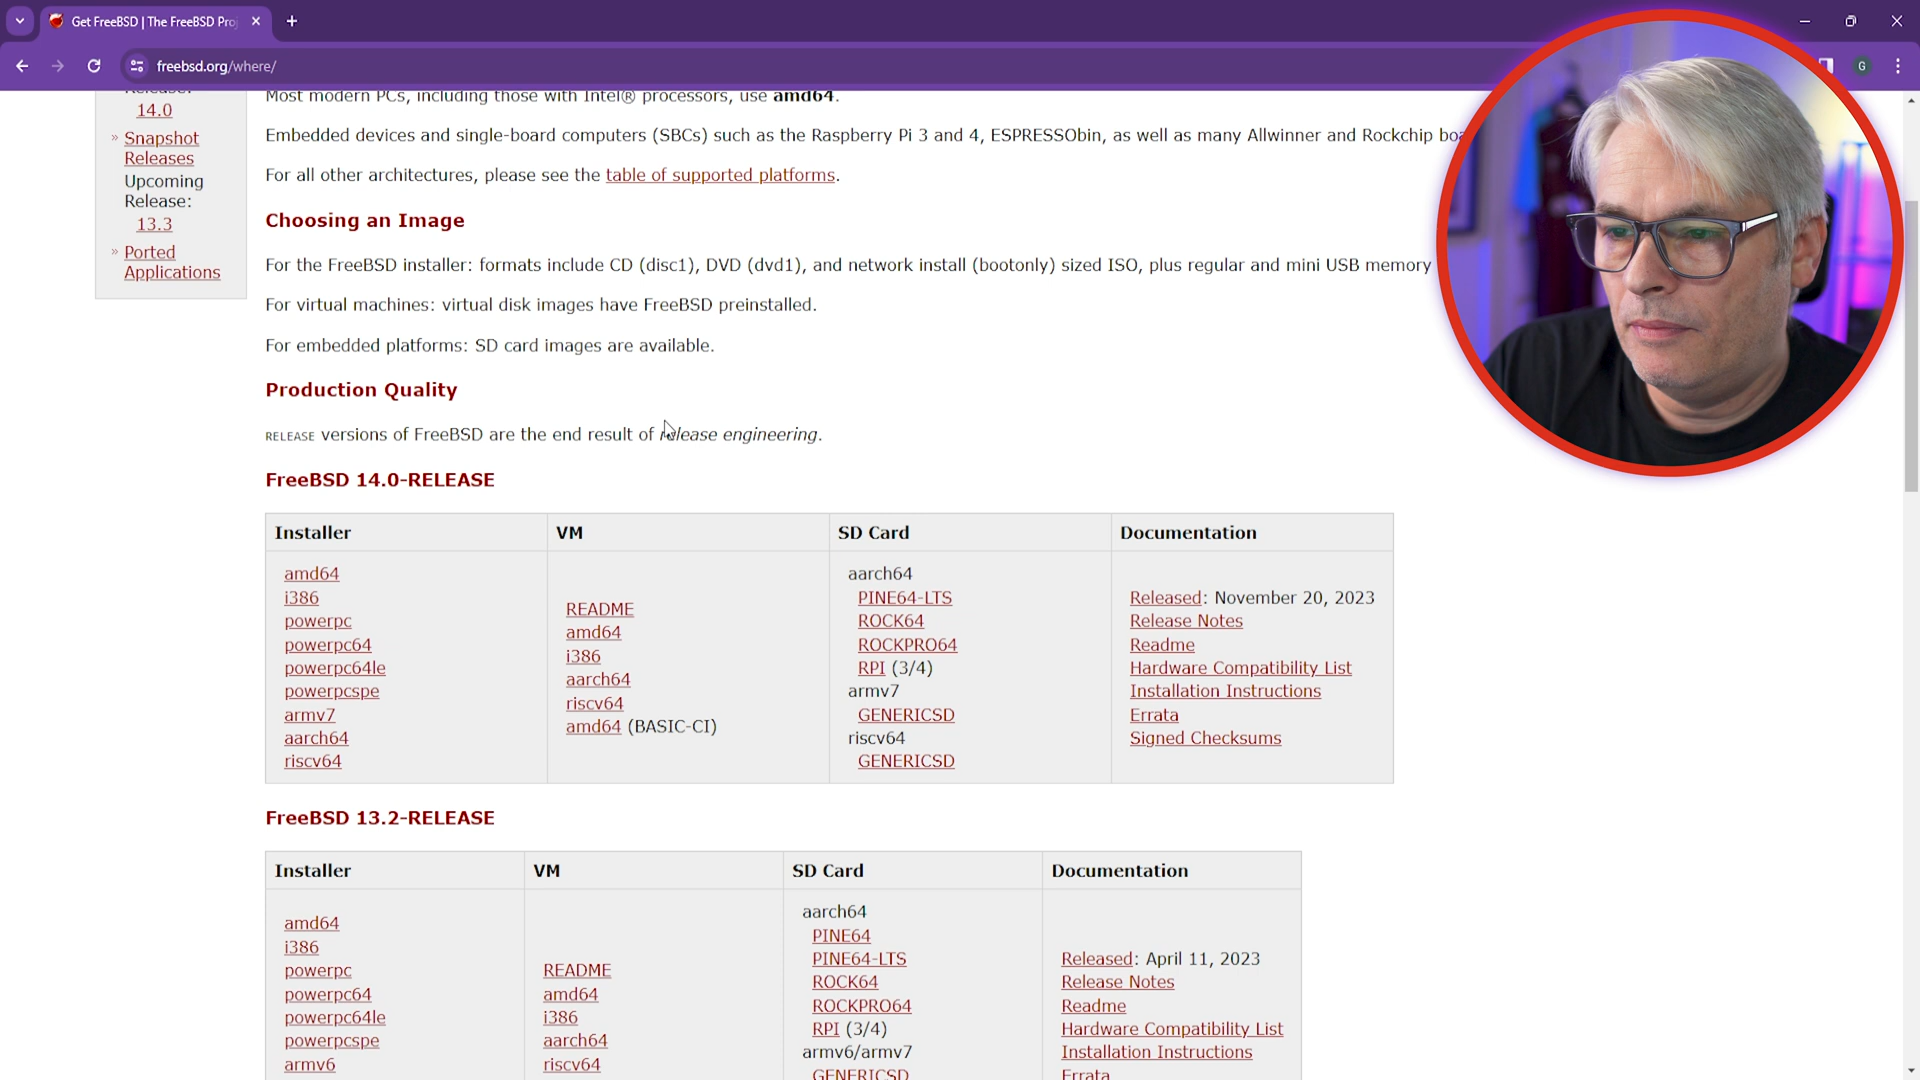 Get FreeBSD | The FreeBSD Proj
freebsd.org/where/
G
Release:
14.0
» Snapshot
Releases
Upcoming
Release:
13.3
» Ported
Applications
Most modern PCs, including those with Intel® processors, use amd64.
Embedded devices and single-board computers (SBCs) such as the Raspberry Pi 3 and 4, ESPRESSObin, as well as many Allwinner and Rockchip
For all other architectures, please see the table of supported platforms.
Choosing an Image
For the FreeBSD installer: formats include CD (disc1), DVD (dvd1), and network install (bootonly) sized ISO, plus regular and mini USB memory
For virtual machines: virtual disk images have FreeBSD preinstalled.
For embedded platforms: SD card images are available.
Production Quality
RELEASE versions of FreeBSD are the end result of release engineering.
FreeBSD 14.0-RELEASE
Installer
VM
SD Card
Documentation
amd64
i386
powerpc
powerpc64
powerpc64le
powerpcspe
armv7
aarch64
riscv64
README
amd64
i386
aarch64
riscv64
amd64 (BASIC-CI)
aarch64
PINE64-LTS
ROCK64
ROCKPRO64
RPI (3/4)
armv7
GENERICSD
riscv64
GENERICSD
Released: November 20, 2023
Release Notes
Readme
Hardware Compatibility List
Installation Instructions
Errata
Signed Checksums
FreeBSD 13.2-RELEASE
Installer
VM
SD Card
Documentation
amd64
i386
powerpc
powerpc64
powerpc64le
powerpcspe
armv6
README
amd64
i386
aarch64
riscv64
aarch64
PINE64
PINE64-LTS
ROCK64
ROCKPRO64
RPI (3/4)
armv6/armv7
GENERICSD
Released: April 11, 2023
Release Notes
Readme
Hardware Compatibility List
Installation Instructions
Errata